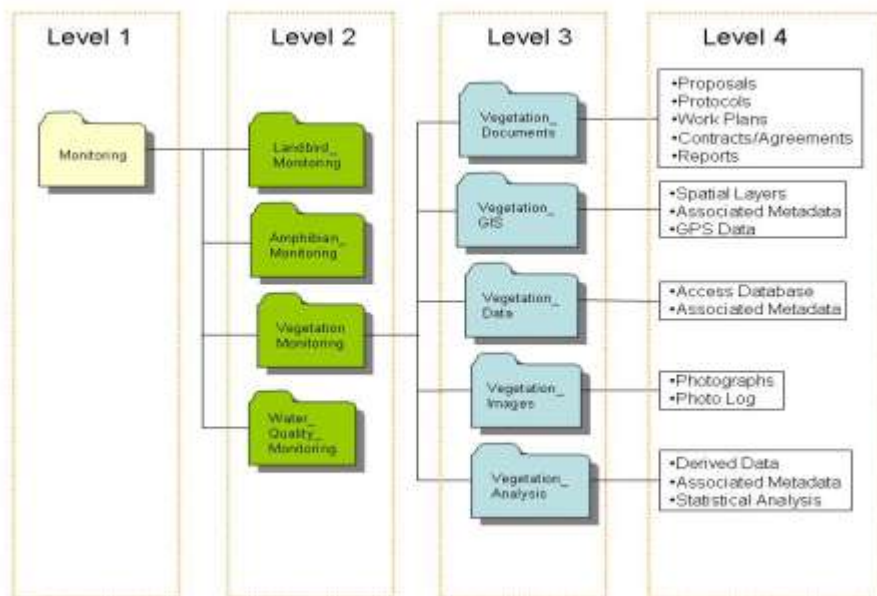 Level 1
Level 2
Level 3
Level 4
Monitoring
Landbird_
Monitoring
Amphibian_
Monitoring
Vegetation
Monitoring
Water_
Quality_
Monitoring
Vegetation_
Documents
Vegetation_
GIS
Vegetation_
Data
Vegetation_
Images
Vegetation_
Analysis
•Proposals
•Protocols
•Work Plans
•Contracts/Agreements
•Reports
•Spatial Layers
•Associated Metadata
•GPS Data
•Access Database
•Associated Metadata
•Photographs
•Photo Log
•Derived Data
•Associated Metadata
•Statistical Analysis